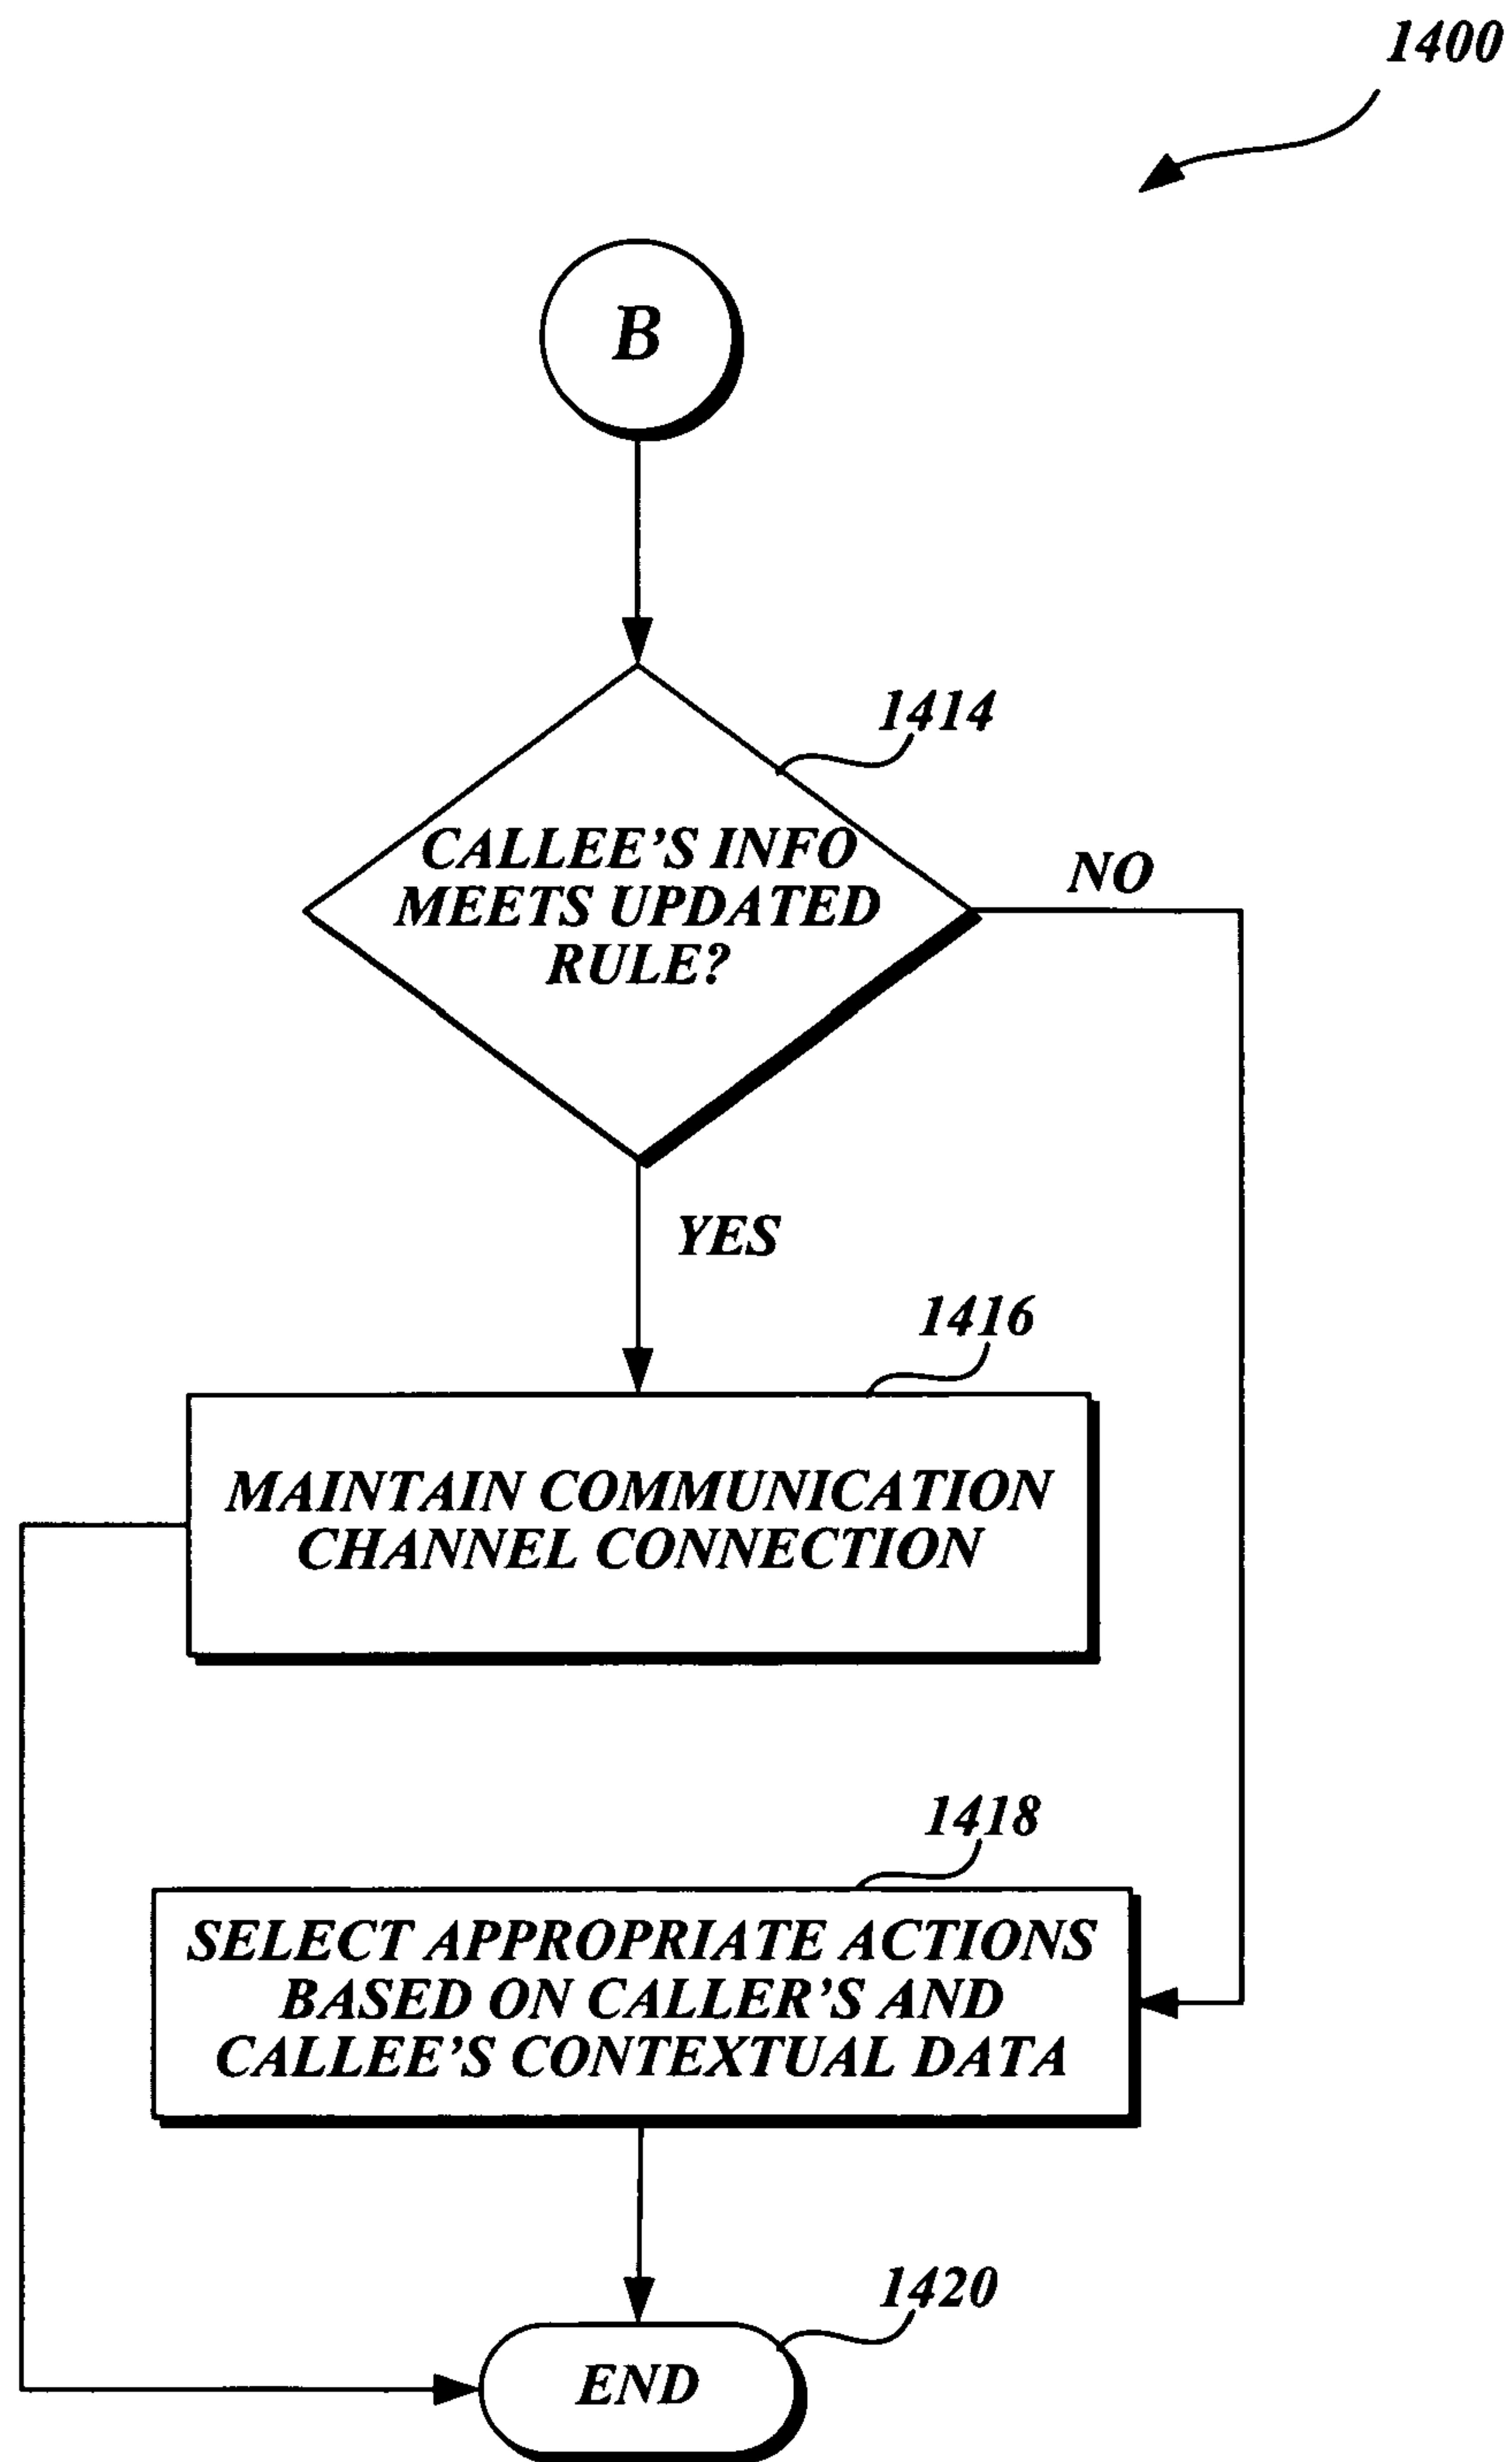 1400
B
1414
CALLEE'S INFO
MEETS UPDATED
RULE?
NO
YES
1416
MAINTAIN COMMUNICATION
CHANNEL CONNECTION
1418
SELECT APPROPRIATE ACTIONS
BASED ON CALLER'S AND
CALLEE'S CONTEXTUAL DATA
1420
END